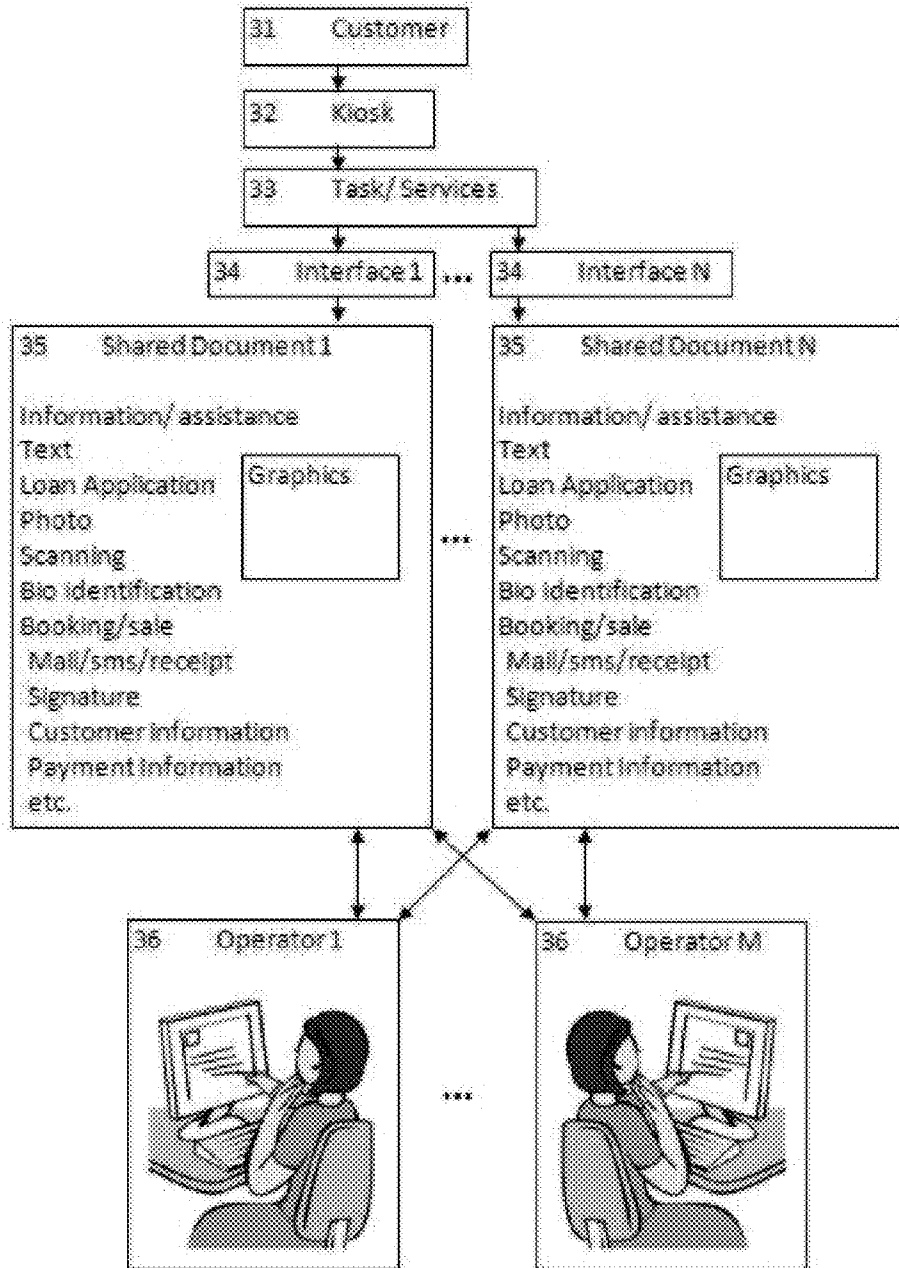 31 Customer
32 Kiosk
33 Task/ Services
34 Interface 1 ... 34 Interface N
35 Shared Document 1
Information/ assistance
Text
Loan Application
Photo
Scanning
Bio identification
Booking/sale
Mail/sms/receipt
Signature
Customer information
Payment Information
etc.
Graphics
...
35 Shared Document N
Information/ assistance
Text
Loan Application
Photo
Scanning
Bio identification
Booking/sale
Mail/sms/receipt
Signature
Customer information
Payment Information
etc.
Graphics
36 Operator 1
...
36 Operator M